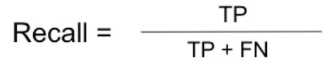 TP
Recall =
TP + FN